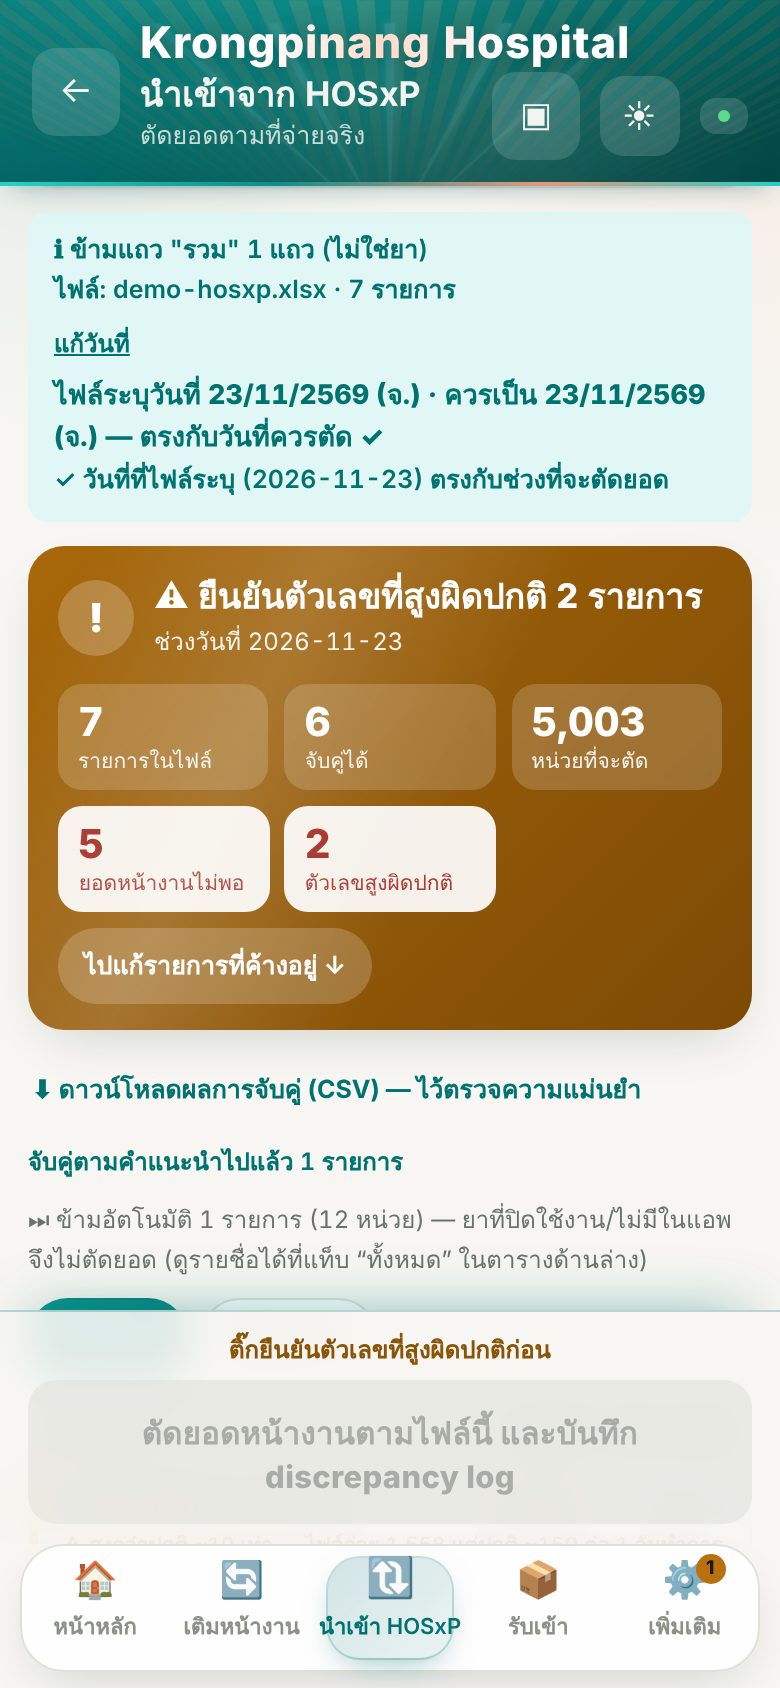 Krongpinang Hospital
นำเข้าจาก HOSxP
ตัดยอดตามที่จ่ายจริง
ℹ ข้ามแถว "รวม" 1 แถว (ไม่ใช่ยา)
ไฟล์: demo-hosxp.xlsx · 7 รายการ
แก้วันที่
ไฟล์ระบุวันที่ 23/11/2569 (จ.) · ควรเป็น 23/11/2569
(จ.) — ตรงกับวันที่ควรตัด ✓
✓ วันที่ที่ไฟล์ระบุ (2026-11-23) ตรงกับช่วงที่จะตัดยอด
! ⚠ ยืนยันตัวเลขที่สูงผิดปกติ 2 รายการ
ช่วงวันที่ 2026-11-23
7
รายการในไฟล์
6
จับคู่ได้
5,003
หน่วยที่จะตัด
5
ยอดหน้างานไม่พอ
2
ตัวเลขสูงผิดปกติ
ไปแก้รายการที่ค้างอยู่ ↓
⬇ ดาวน์โหลดผลการจับคู่ (CSV) — ไว้ตรวจความแม่นยำ
จับคู่ตามคำแนะนำไปแล้ว 1 รายการ
⏭ ข้ามอัตโนมัติ 1 รายการ (12 หน่วย) — ยาที่ปิดใช้งาน/ไม่มีในแอพ
จึงไม่ตัดยอด (ดูรายชื่อได้ที่แท็บ “ทั้งหมด” ในตารางด้านล่าง)
ติ๊กยืนยันตัวเลขที่สูงผิดปกติก่อน
ตัดยอดหน้างานตามไฟล์นี้ และบันทึก
discrepancy log
หน้าหลัก
เติมหน้างาน
นำเข้า HOSxP
รับเข้า
1
เพิ่มเติม